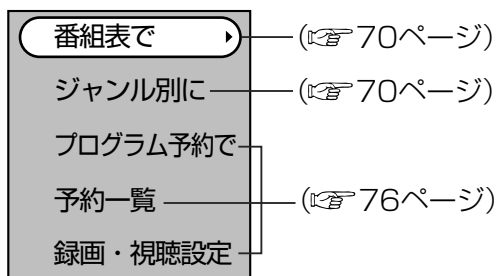 番組表で (☞70ページ)
ジャンル別に (☞70ページ)
プログラム予約で
予約一覧 (☞76ページ)
録画・視聴設定